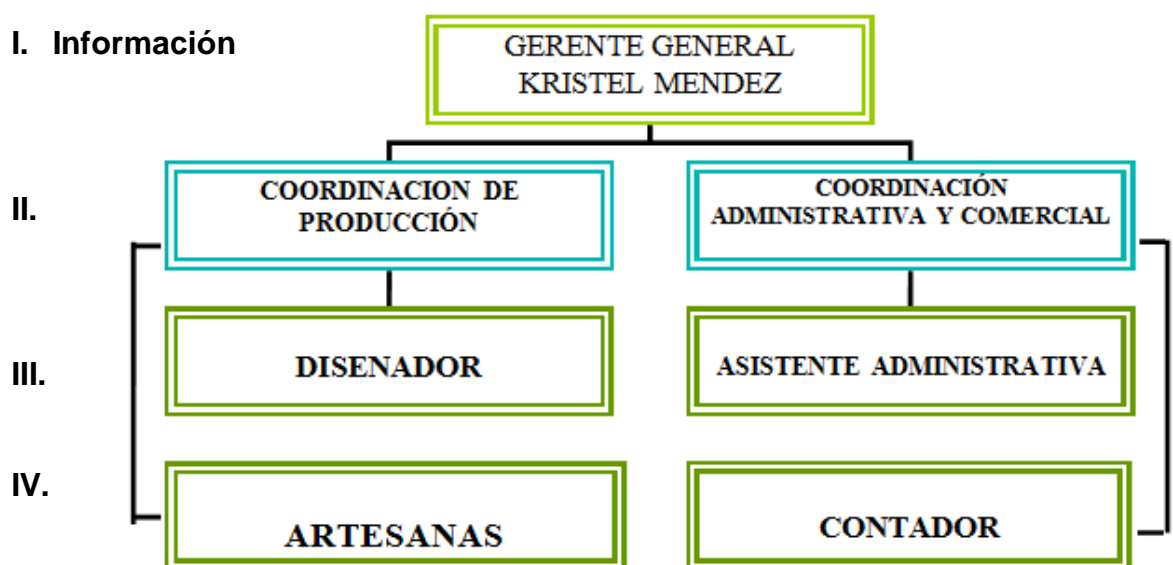 I. Información
GERENTE GENERAL
KRISTEL MENDEZ
II.
COORDINACION DE
PRODUCCIÓN
COORDINACIÓN
ADMINISTRATIVA Y COMERCIAL
III.
DISENADOR
ASISTENTE ADMINISTRATIVA
IV.
ARTESANAS
CONTADOR